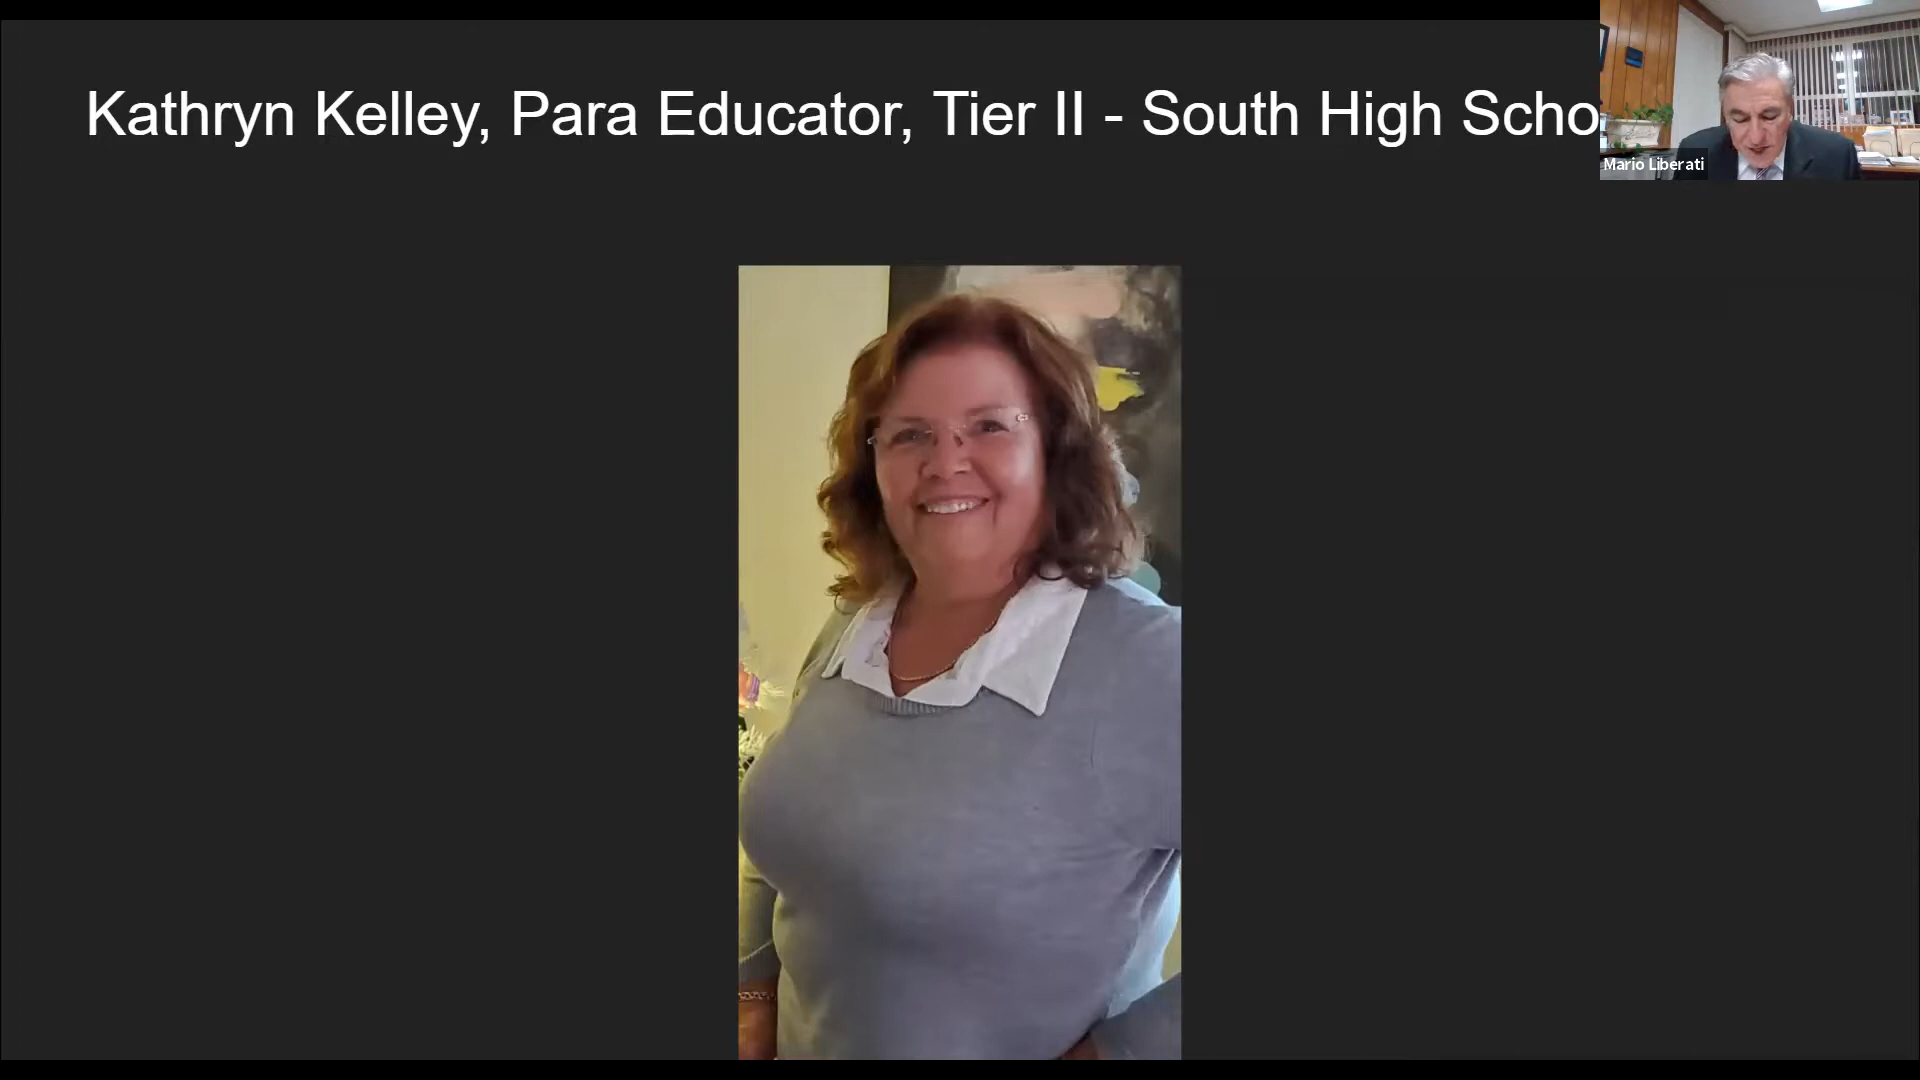 Kathryn Kelley, Para Educator, Tier II - South High Scho
Mario Liberati